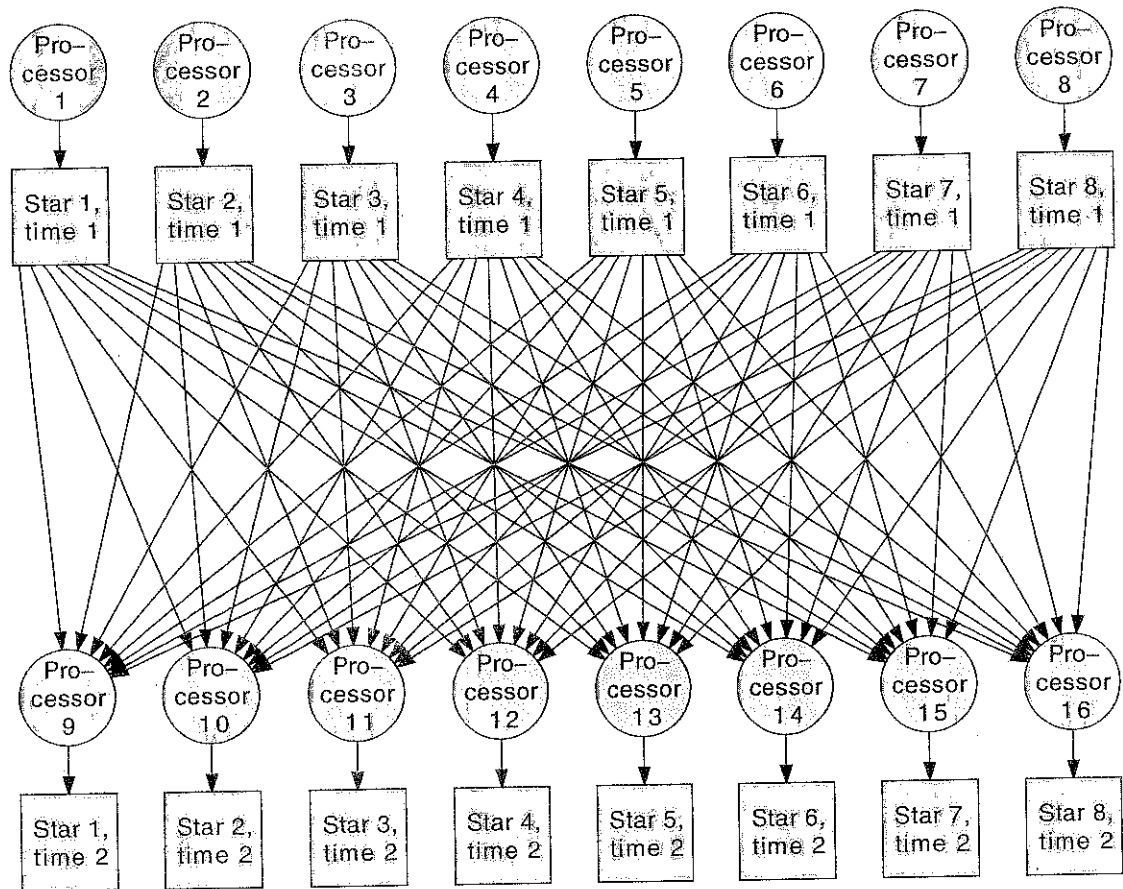 Pro–
cessor
1
Pro–
cessor
2
Pro–
cessor
3
Pro–
cessor
4
Pro–
cessor
5
Pro–
cessor
6
Pro–
cessor
7
Pro–
cessor
8
Star 1,
time 1
Star 2,
time 1
Star 3,
time 1
Star 4,
time 1
Star 5,
time 1
Star 6,
time 1
Star 7,
time 1
Star 8,
time 1
Pro–
cessor
9
Pro–
cessor
10
Pro–
cessor
11
Pro–
cessor
12
Pro–
cessor
13
Pro–
cessor
14
Pro–
cessor
15
Pro–
cessor
16
Star 1,
time 2
Star 2,
time 2
Star 3,
time 2
Star 4,
time 2
Star 5,
time 2
Star 6,
time 2
Star 7,
time 2
Star 8,
time 2